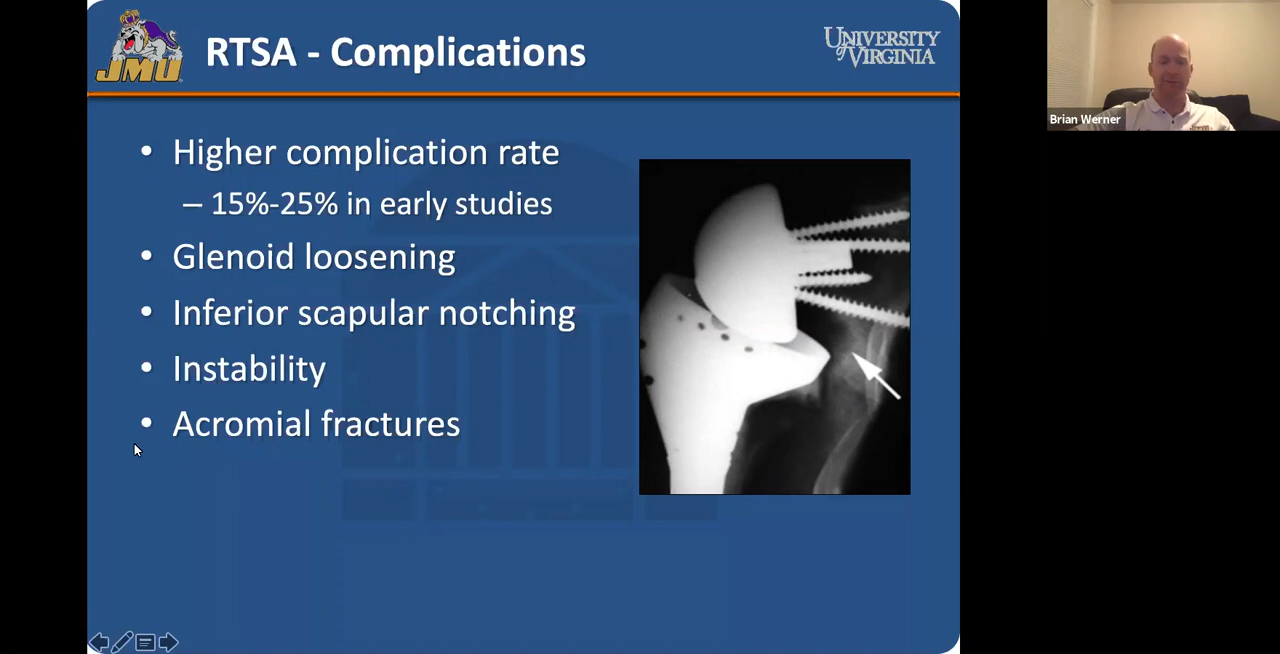 JMU
RTSA - Complications
UNIVERSITY
of VIRGINIA
Brian Werner
• Higher complication rate
– 15%-25% in early studies
• Glenoid loosening
• Inferior scapular notching
• Instability
• Acromial fractures